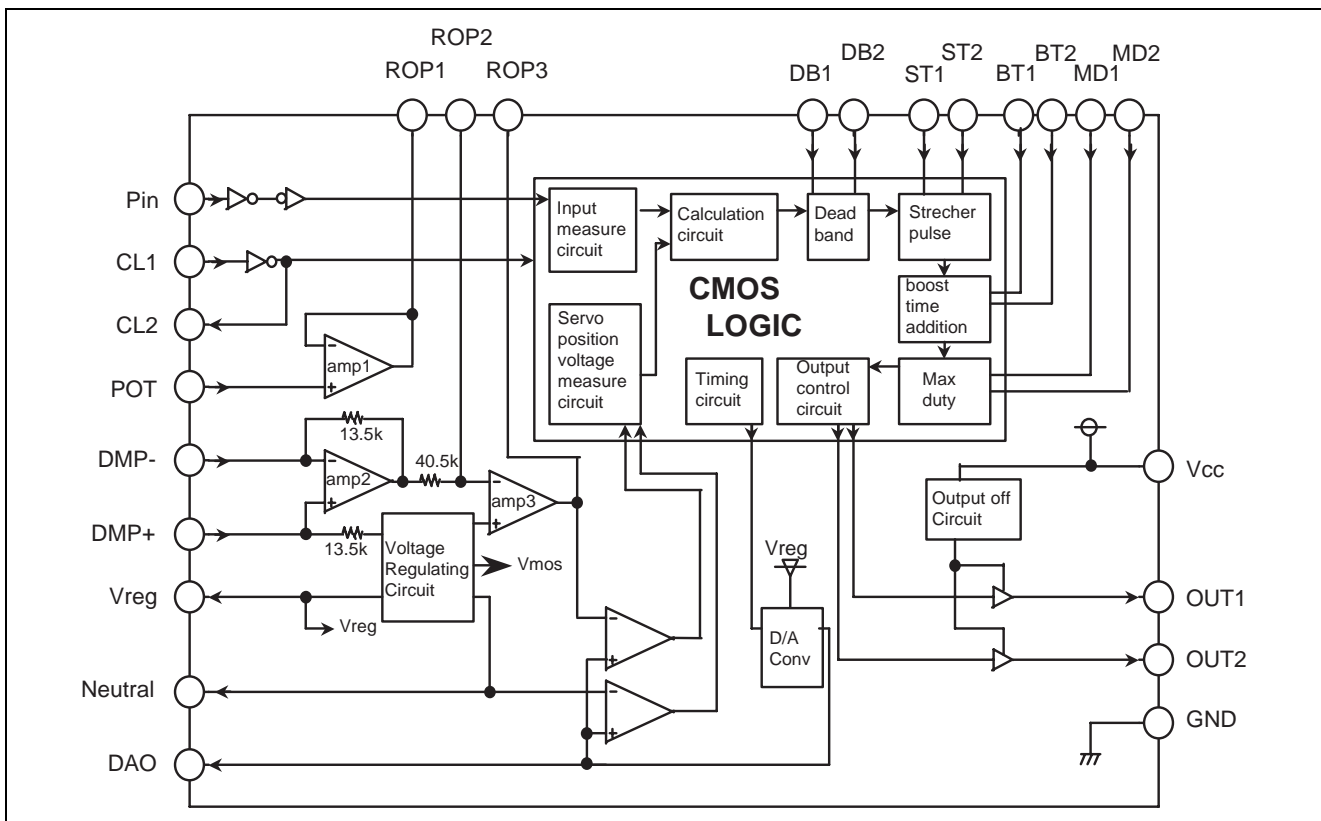 ROP2
ROP1
ROP3
DB1
DB2
ST1
ST2
BT1
BT2
MD1
MD2
Pin
CL1
CL2
POT
DMP-
DMP+
Vreg
Neutral
DAO
Input
measure
circuit
Calculation
circuit
Dead
band
Strecher
pulse
CMOS
LOGIC
boost
time
addition
Servo
position
voltage
measure
circuit
Timing
circuit
Output
control
circuit
Max
duty
-
amp1
+
13.5k
-
amp2
+
40.5k
-
amp3
+
13.5k
Voltage
Regulating
Circuit
Vmos
Vreg
Vreg
D/A
Conv
-
+
-
+
Output off
Circuit
Vcc
OUT1
OUT2
GND